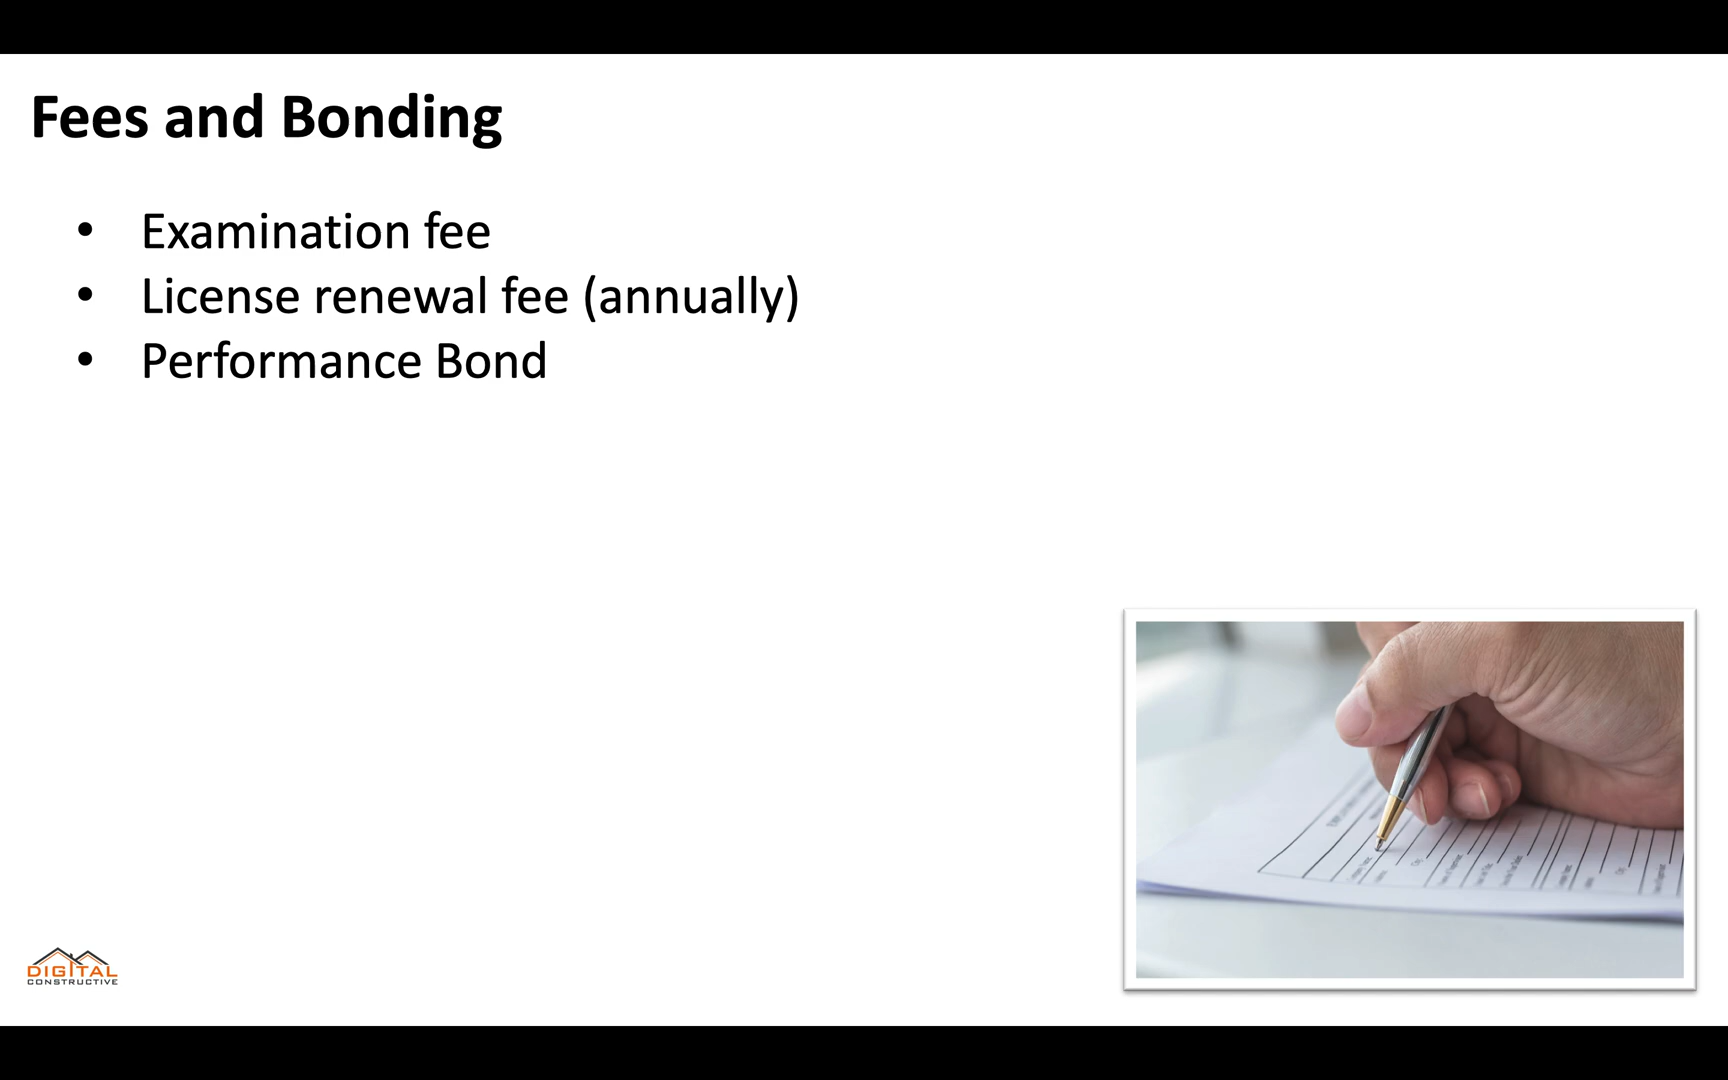 Fees and Bonding
• Examination fee
• License renewal fee (annually)
• Performance Bond
DIGITAL
CONSTRUCTIVE